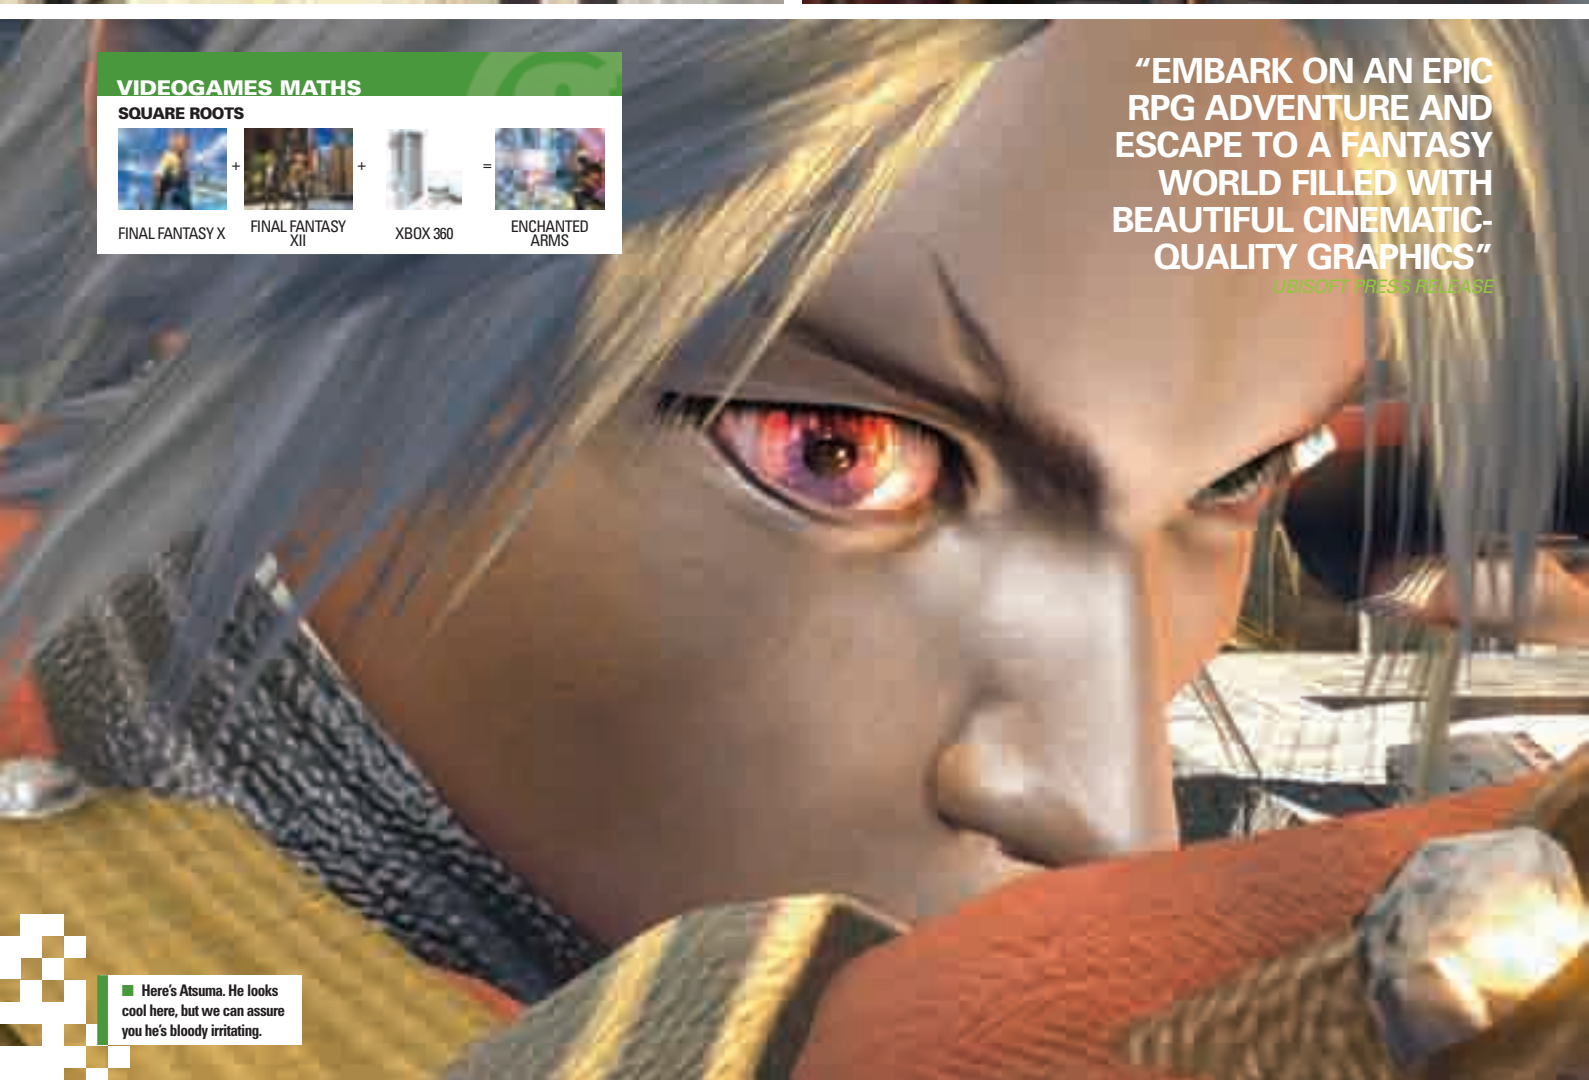 VIDEOGAMES MATHS
SQUARE ROOTS
+
+
=
FINAL FANTASY X
FINAL FANTASY
XII
XBOX 360
ENCHANTED
ARMS
“EMBARK ON AN EPIC
RPG ADVENTURE AND
ESCAPE TO A FANTASY
WORLD FILLED WITH
BEAUTIFUL CINEMATIC-
QUALITY GRAPHICS”
UBISOFT PRESS RELEASE
■ Here's Atsuma. He looks
cool here, but we can assure
you he's bloody irritating.